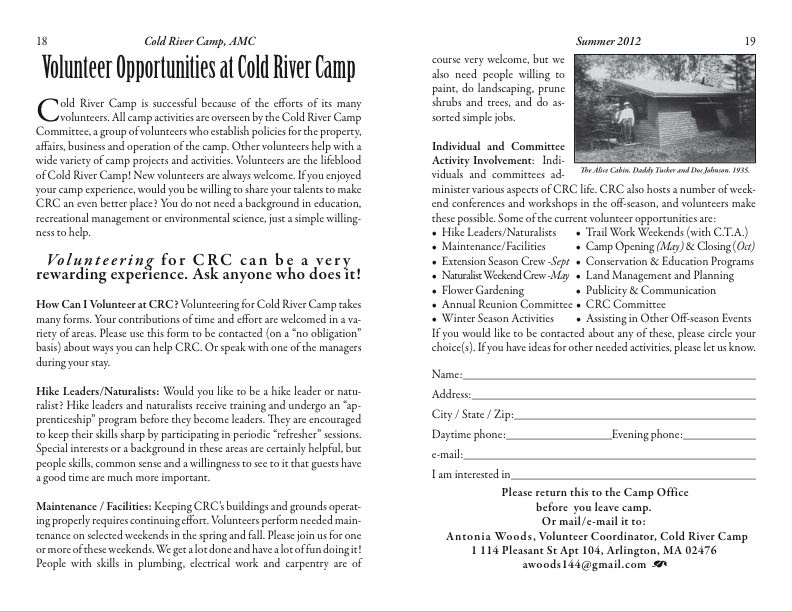 18
Cold River Camp, AMC
Volunteer Opportunities at Cold River Camp
Cold River Camp is successful because of the efforts of its many
volunteers. All camp activities are overseen by the Cold River Camp
Committee, a group of volunteers who establish policies for the property,
affairs, business and operation of the camp. Other volunteers help with a
wide variety of camp projects and activities. Volunteers are the lifeblood
of Cold River Camp! New volunteers are always welcome. If you enjoyed
your camp experience, would you be willing to share your talents to make
CRC an even better place? You do not need a background in education,
recreational management or environmental science, just a simple willing-
ness to help.
Volunteering for CRC can be a very
rewarding experience. Ask anyone who does it!
How Can I Volunteer at CRC? Volunteering for Cold River Camp takes
many forms. Your contributions of time and effort are welcomed in a va-
riety of areas. Please use this form to be contacted (on a “no obligation”
basis) about ways you can help CRC. Or speak with one of the managers
during your stay.
Hike Leaders/Naturalists: Would you like to be a hike leader or natu-
ralist? Hike leaders and naturalists receive training and undergo an “ap-
prenticeship” program before they become leaders. They are encouraged
to keep their skills sharp by participating in periodic “refresher” sessions.
Special interests or a background in these areas are certainly helpful, but
people skills, common sense and a willingness to see to it that guests have
a good time are much more important.
Maintenance / Facilities: Keeping CRC’s buildings and grounds operat-
ing properly requires continuing effort. Volunteers perform needed main-
tenance on selected weekends in the spring and fall. Please join us for one
or more of these weekends. We get a lot done and have a lot of fun doing it!
People with skills in plumbing, electrical work and carpentry are of
Summer 2012
19
course very welcome, but we
also need people willing to
paint, do landscaping, prune
shrubs and trees, and do as-
sorted simple jobs.
The Alice Cabin. Daddy Tucker and Doc Johnson. 1935.
Individual and Committee
Activity Involvement: Indi-
viduals and committees ad-
minister various aspects of CRC life. CRC also hosts a number of week-
end conferences and workshops in the off-season, and volunteers make
these possible. Some of the current volunteer opportunities are:
• Hike Leaders/Naturalists
• Maintenance/Facilities
• Extension Season Crew -Sept
• Naturalist Weekend Crew -May
• Flower Gardening
• Annual Reunion Committee
• Winter Season Activities
• Trail Work Weekends (with C.T.A.)
• Camp Opening (May) & Closing (Oct)
• Conservation & Education Programs
• Land Management and Planning
• Publicity & Communication
• CRC Committee
• Assisting in Other Off-season Events
If you would like to be contacted about any of these, please circle your
choice(s). If you have ideas for other needed activities, please let us know.
Name:
Address:
City / State / Zip:
Daytime phone: Evening phone:
e-mail:
I am interested in
Please return this to the Camp Office
before you leave camp.
Or mail/e-mail it to:
Antonia Woods, Volunteer Coordinator, Cold River Camp
1 114 Pleasant St Apt 104, Arlington, MA 02476
awoods144@gmail.com